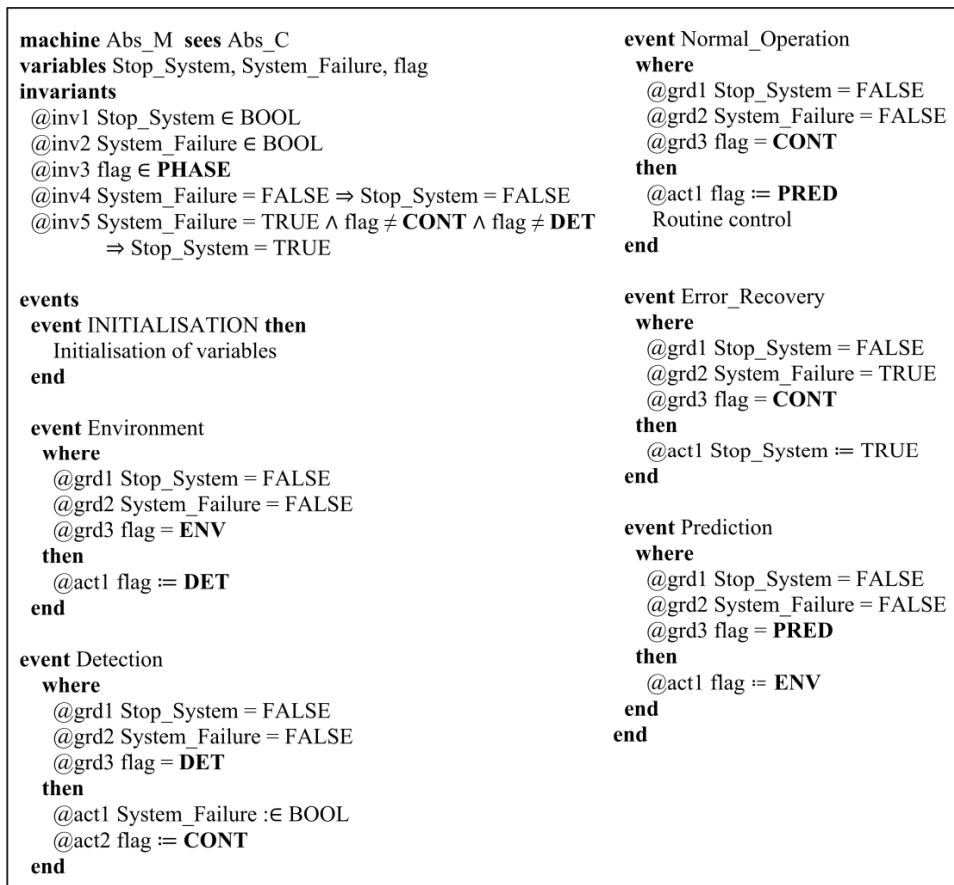 machine Abs_M sees Abs_C
variables Stop_System, System_Failure, flag
invariants
@inv1 Stop_System ∈ BOOL
@inv2 System_Failure ∈ BOOL
@inv3 flag ∈ PHASE
@inv4 System_Failure = FALSE ⇒ Stop_System = FALSE
@inv5 System_Failure = TRUE ∧ flag ≠ CONT ∧ flag ≠ DET
⇒ Stop_System = TRUE
events
event INITIALISATION then
Initialisation of variables
end
event Environment
where
@grd1 Stop_System = FALSE
@grd2 System_Failure = FALSE
@grd3 flag = ENV
then
@act1 flag ≔ DET
end
event Detection
where
@grd1 Stop_System = FALSE
@grd2 System_Failure = FALSE
@grd3 flag = DET
then
@act1 System_Failure :∈ BOOL
@act2 flag ≔ CONT
end
event Normal_Operation
where
@grd1 Stop_System = FALSE
@grd2 System_Failure = FALSE
@grd3 flag = CONT
then
@act1 flag ≔ PRED
Routine control
end
event Error_Recovery
where
@grd1 Stop_System = FALSE
@grd2 System_Failure = TRUE
@grd3 flag = CONT
then
@act1 Stop_System ≔ TRUE
end
event Prediction
where
@grd1 Stop_System = FALSE
@grd2 System_Failure = FALSE
@grd3 flag = PRED
then
@act1 flag ≔ ENV
end
end